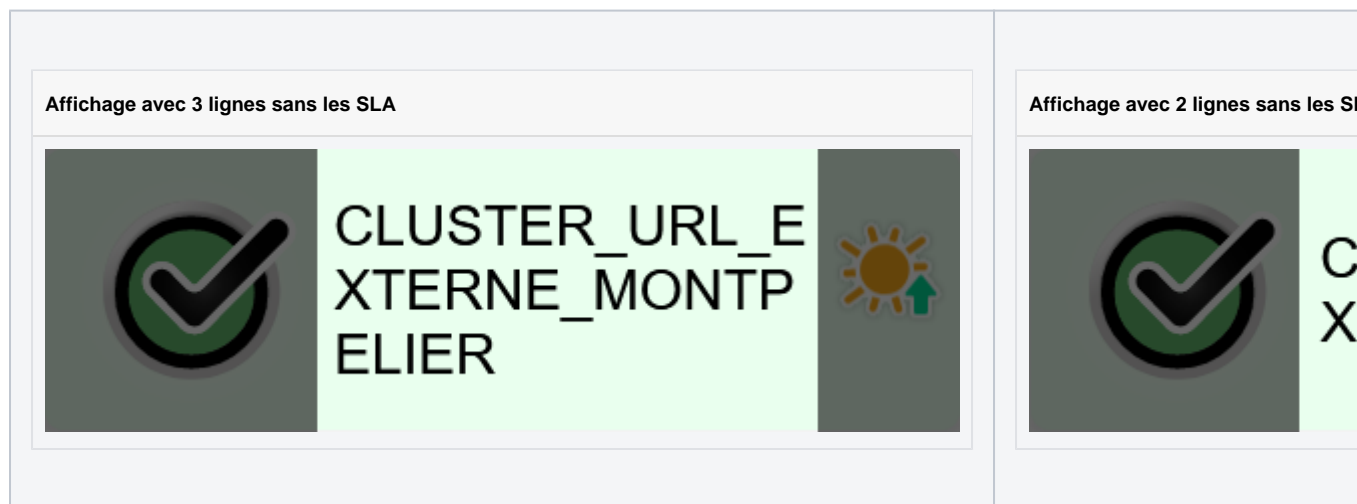 Affichage avec 3 lignes sans les SLA
CLUSTER_URL_E
XTERNE_MONTP
ELIER
Affichage avec 2 lignes sans les
C
X